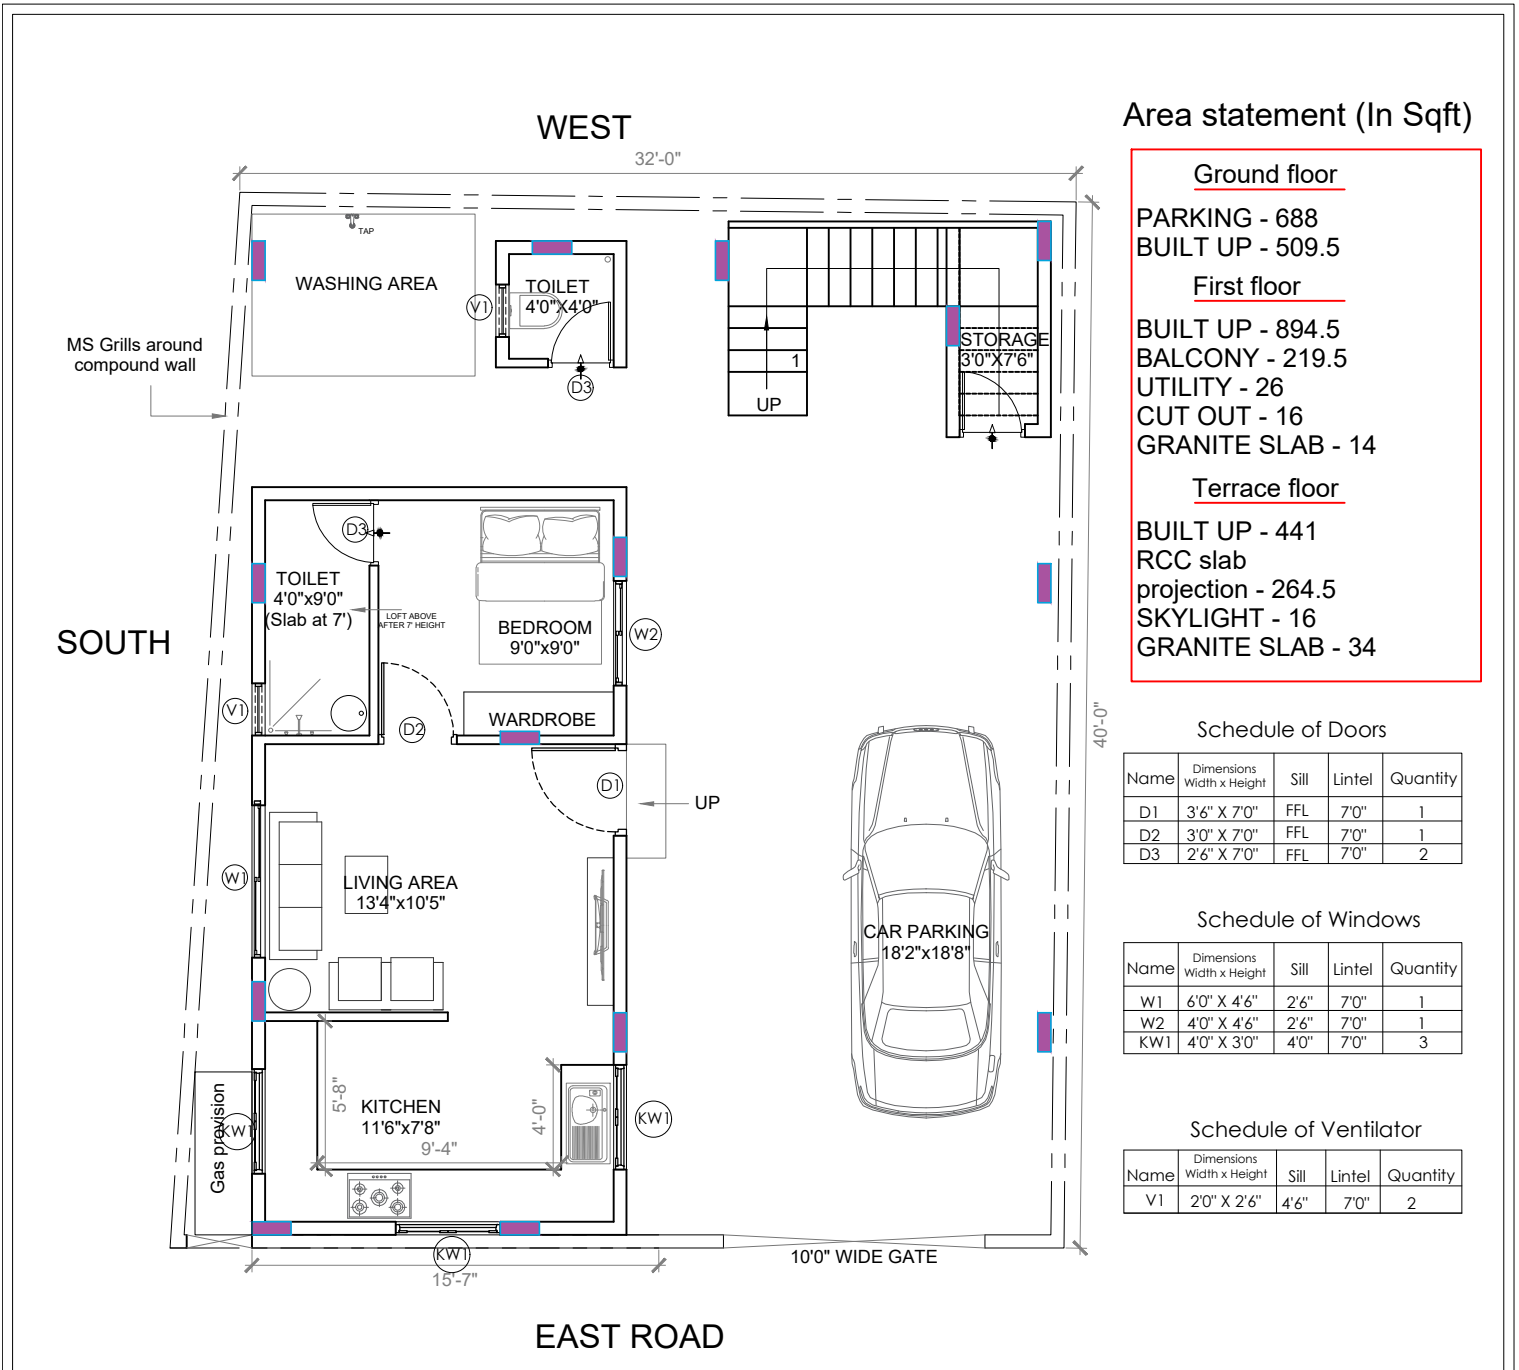 WEST
32'-0"
TAP
WASHING AREA
TOILET
4'0"X4'0"
V1
D3
MS Grills around
compound wall
STORAGE
3'0"X7'6"
1
UP
SOUTH
D3
TOILET
4'0"x9'0"
(Slab at 7')
LOFT ABOVE
AFTER 7' HEIGHT
BEDROOM
9'0"x9'0"
W2
V1
D2
WARDROBE
40'-0"
D1
UP
W1
LIVING AREA
13'4"x10'5"
CAR PARKING
18'2"x18'8"
Gas provision
KW1
5'-8"
KITCHEN
11'6"x7'8"
9'-4"
4'-0"
KW1
KW1
10'0" WIDE GATE
15'-7"
EAST ROAD
Area statement (In Sqft)
Ground floor
PARKING - 688
BUILT UP - 509.5
First floor
BUILT UP - 894.5
BALCONY - 219.5
UTILITY - 26
CUT OUT - 16
GRANITE SLAB - 14
Terrace floor
BUILT UP - 441
RCC slab
projection - 264.5
SKYLIGHT - 16
GRANITE SLAB - 34
Schedule of Doors
Name Dimensions Width x Height Sill Lintel Quantity
D1 3'6" X 7'0" FFL 7'0" 1
D2 3'0" X 7'0" FFL 7'0" 1
D3 2'6" X 7'0" FFL 7'0" 2
Schedule of Windows
Name Dimensions Width x Height Sill Lintel Quantity
W1 6'0" X 4'6" 2'6" 7'0" 1
W2 4'0" X 4'6" 2'6" 7'0" 1
KW1 4'0" X 3'0" 4'0" 7'0" 3
Schedule of Ventilator
Name Dimensions Width x Height Sill Lintel Quantity
V1 2'0" X 2'6" 4'6" 7'0" 2